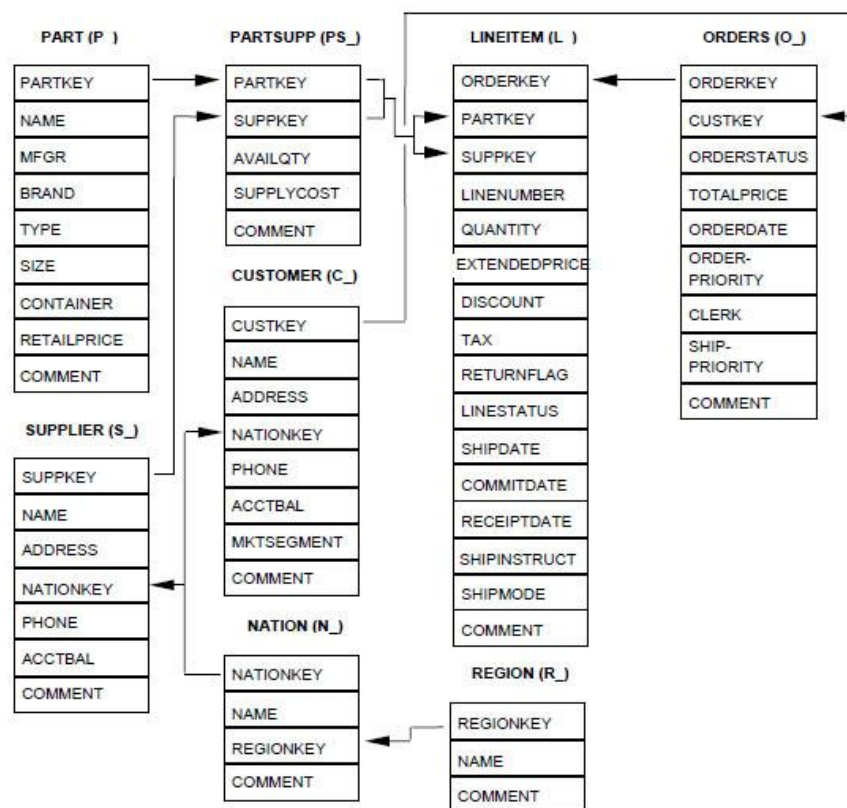 PART (P_)
PARTKEY
NAME
MFGR
BRAND
TYPE
SIZE
CONTAINER
RETAILPRICE
COMMENT
SUPPLIER (S_)
SUPPKEY
NAME
ADDRESS
NATIONKEY
PHONE
ACCTBAL
COMMENT
PARTSUPP (PS_)
PARTKEY
SUPPKEY
AVAILQTY
SUPPLYCOST
COMMENT
CUSTOMER (C_)
CUSTKEY
NAME
ADDRESS
NATIONKEY
PHONE
ACCTBAL
MKTSEGMENT
COMMENT
NATION (N_)
NATIONKEY
NAME
REGIONKEY
COMMENT
LINEITEM (L_)
ORDERKEY
PARTKEY
SUPPKEY
LINENUMBER
QUANTITY
EXTENDEDPRICE
DISCOUNT
TAX
RETURNFLAG
LINESTATUS
SHIPDATE
COMMITDATE
RECEIPTDATE
SHIPINSTRUCT
SHIPMODE
COMMENT
REGION (R_)
REGIONKEY
NAME
COMMENT
ORDERS (O_)
ORDERKEY
CUSTKEY
ORDERSTATUS
TOTALPRICE
ORDERDATE
ORDER-
PRIORITY
CLERK
SHIP-
PRIORITY
COMMENT